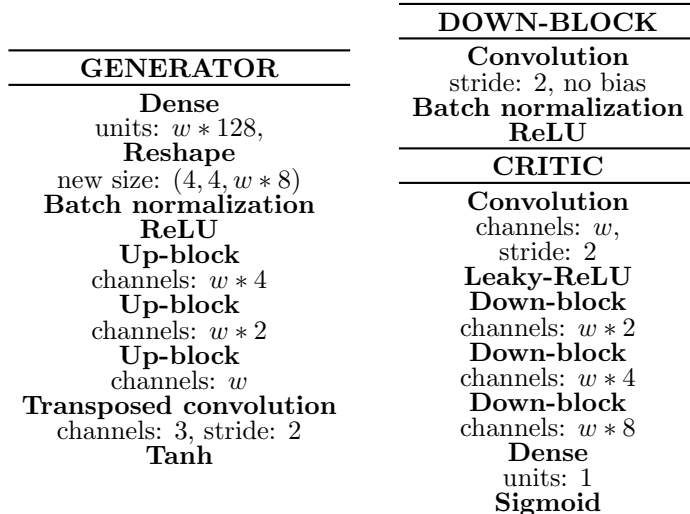 GENERATOR
Dense
units: w ∗ 128,
Reshape
new size: (4, 4, w ∗ 8)
Batch normalization
ReLU
Up-block
channels: w ∗ 4
Up-block
channels: w ∗ 2
Up-block
channels: w
Transposed convolution
channels: 3, stride: 2
Tanh
DOWN-BLOCK
Convolution
stride: 2, no bias
Batch normalization
ReLU
CRITIC
Convolution
channels: w,
stride: 2
Leaky-ReLU
Down-block
channels: w ∗ 2
Down-block
channels: w ∗ 4
Down-block
channels: w ∗ 8
Dense
units: 1
Sigmoid